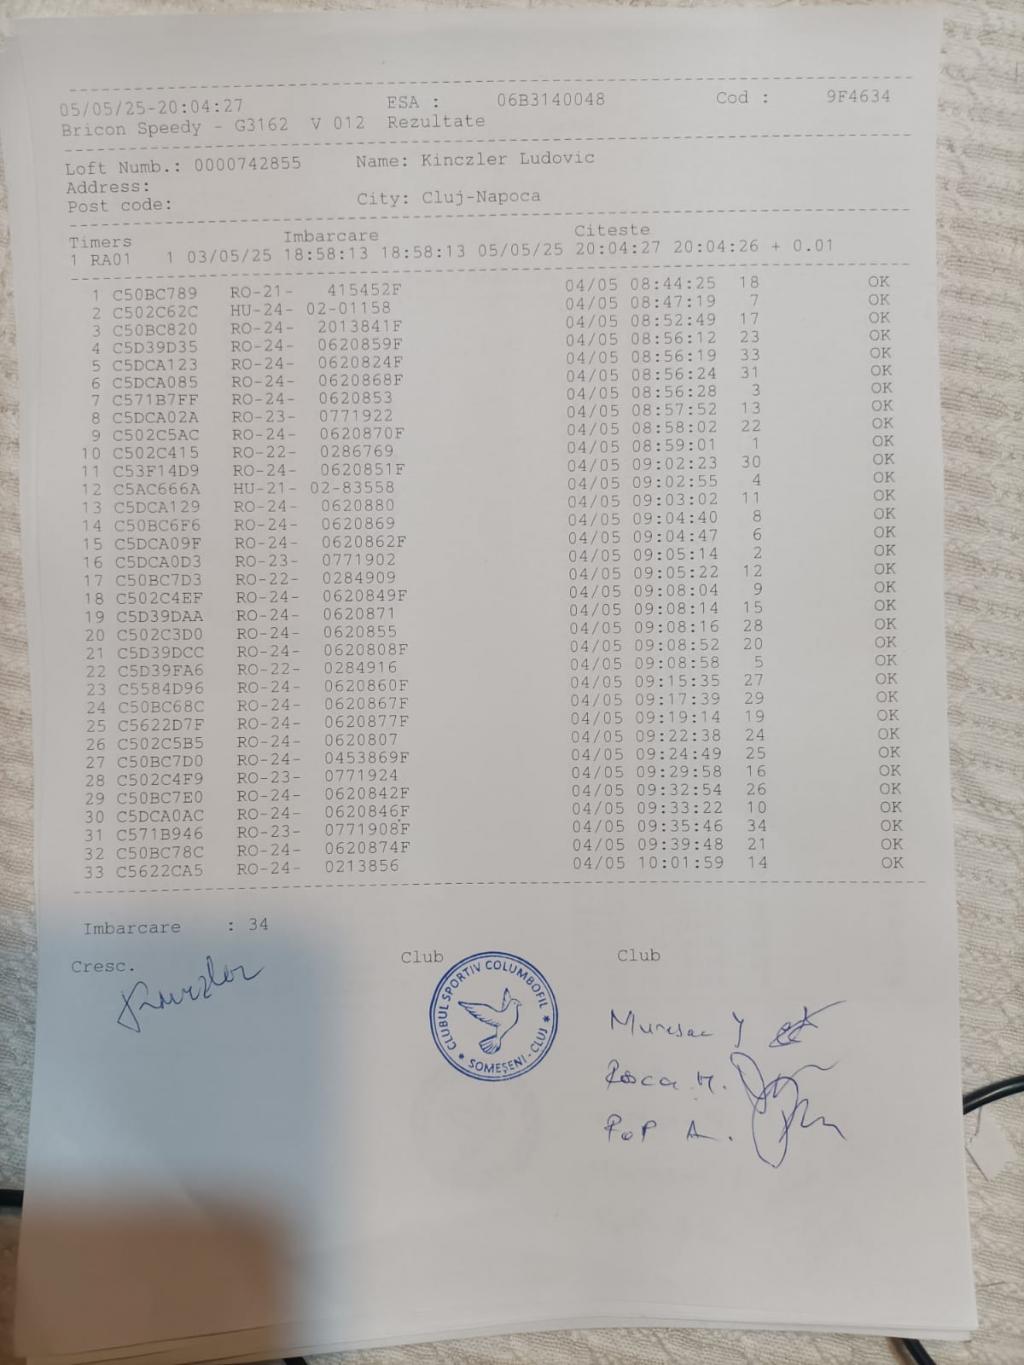 05/05/25-20:04:27 ESA : 06B3140048 Cod : 9F4634
Bricon Speedy - G3162 V 012 Rezultate
Loft Numb.: 0000742855 Name: Kinczler Ludovic
Address:
Post code: City: Cluj-Napoca
Timers Imbarcare Citeste
1 RA01 1 03/05/25 18:58:13 18:58:13 05/05/25 20:04:27 20:04:26 + 0.01
1 C50BC789 RO-21- 415452F 04/05 08:44:25 18 OK
2 C502C62C HU-24- 02-01158 04/05 08:47:19 7 OK
3 C50BC820 RO-24- 2013841F 04/05 08:52:49 17 OK
4 C5D39D35 RO-24- 0620859F 04/05 08:56:12 23 OK
5 C5DCA123 RO-24- 0620824F 04/05 08:56:19 33 OK
6 C5DCA085 RO-24- 0620868F 04/05 08:56:24 31 OK
7 C571B7FF RO-24- 0620853 04/05 08:56:28 3 OK
8 C5DCA02A RO-23- 0771922 04/05 08:57:52 13 OK
9 C502C5AC RO-24- 0620870F 04/05 08:58:02 22 OK
10 C502C415 RO-22- 0286769 04/05 08:59:01 1 OK
11 C53F14D9 RO-24- 0620851F 04/05 09:02:23 30 OK
12 C5AC666A HU-21- 02-83558 04/05 09:02:55 4 OK
13 C5DCA129 RO-24- 0620880 04/05 09:03:02 11 OK
14 C50BC6F6 RO-24- 0620869 04/05 09:04:40 8 OK
15 C5DCA09F RO-24- 0620862F 04/05 09:04:47 6 OK
16 C5DCA0D3 RO-23- 0771902 04/05 09:05:14 2 OK
17 C50BC7D3 RO-22- 0284909 04/05 09:05:22 12 OK
18 C502C4EF RO-24- 0620849F 04/05 09:08:04 9 OK
19 C5D39DAA RO-24- 0620871 04/05 09:08:14 15 OK
20 C502C3D0 RO-24- 0620855 04/05 09:08:16 28 OK
21 C5D39DCC RO-24- 0620808F 04/05 09:08:52 20 OK
22 C5D39FA6 RO-22- 0284916 04/05 09:08:58 5 OK
23 C5584D96 RO-24- 0620860F 04/05 09:15:35 27 OK
24 C50BC68C RO-24- 0620867F 04/05 09:17:39 29 OK
25 C5622D7F RO-24- 0620877F 04/05 09:19:14 19 OK
26 C502C5B5 RO-24- 0620807 04/05 09:22:38 24 OK
27 C50BC7D0 RO-24- 0453869F 04/05 09:24:49 25 OK
28 C502C4F9 RO-23- 0771924 04/05 09:29:58 16 OK
29 C50BC7E0 RO-24- 0620842F 04/05 09:32:54 26 OK
30 C5DCA0AC RO-24- 0620846F 04/05 09:33:22 10 OK
31 C571B946 RO-23- 0771908F 04/05 09:35:46 34 OK
32 C50BC78C RO-24- 0620874F 04/05 09:39:48 21 OK
33 C5622CA5 RO-24- 0213856 04/05 10:01:59 14 OK
Imbarcare : 34
Cresc. Club Club
Kinczler
CLUBUL SPORTIV COLUMBOFIL
* SOMEȘENI - CLUJ *
Muresan
Rosca M.
Pop A.